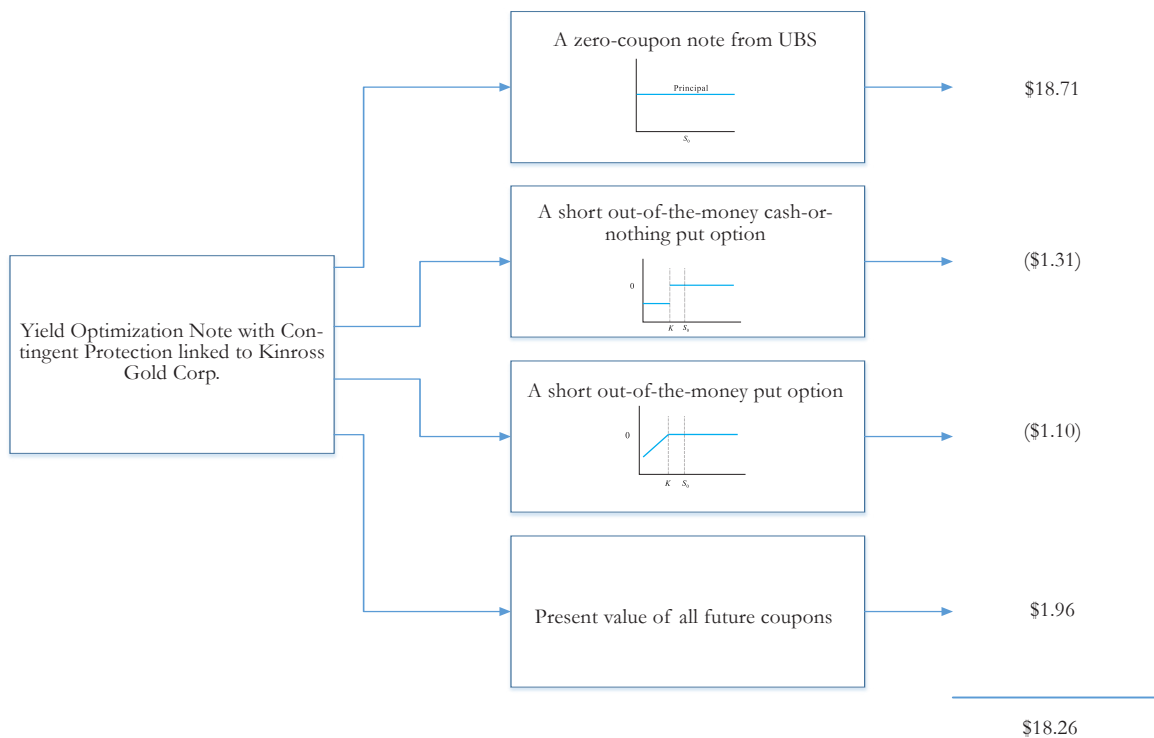 A zero-coupon note from UBS
Principal
S0
$18.71
A short out-of-the-money cash-or-
nothing put option
0
K S0
($1.31)
Yield Optimization Note with Con-
tingent Protection linked to Kinross
Gold Corp.
A short out-of-the-money put option
0
K S0
($1.10)
Present value of all future coupons
$1.96
$18.26